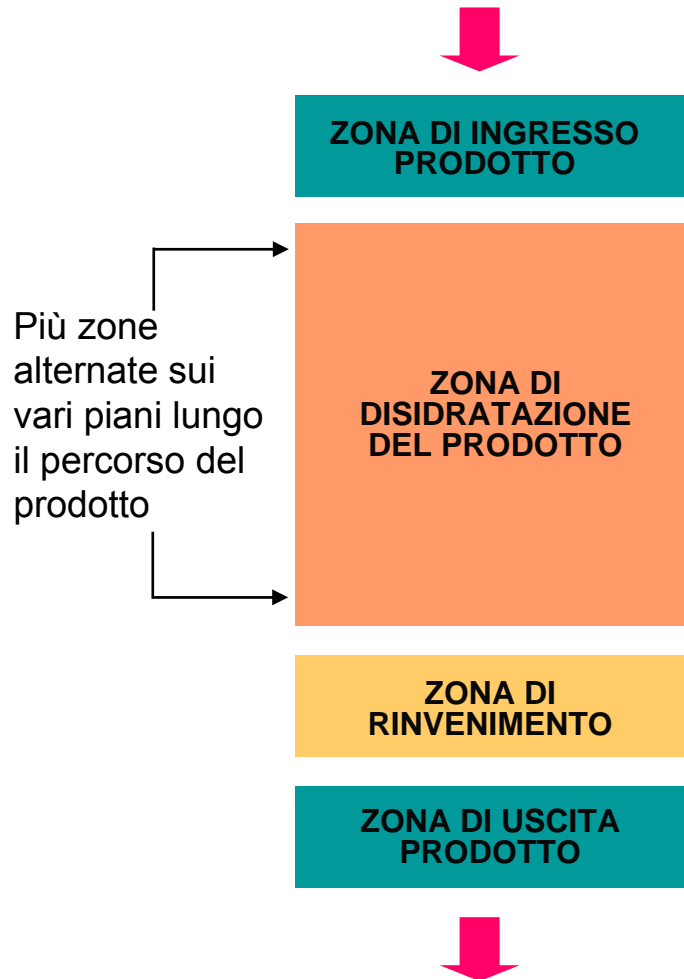 ZONA DI INGRESSO
PRODOTTO
Più zone
alternate sui
vari piani lungo
il percorso del
prodotto
ZONA DI
DISIDRATAZIONE
DEL PRODOTTO
ZONA DI
RINVENIMENTO
ZONA DI USCITA
PRODOTTO